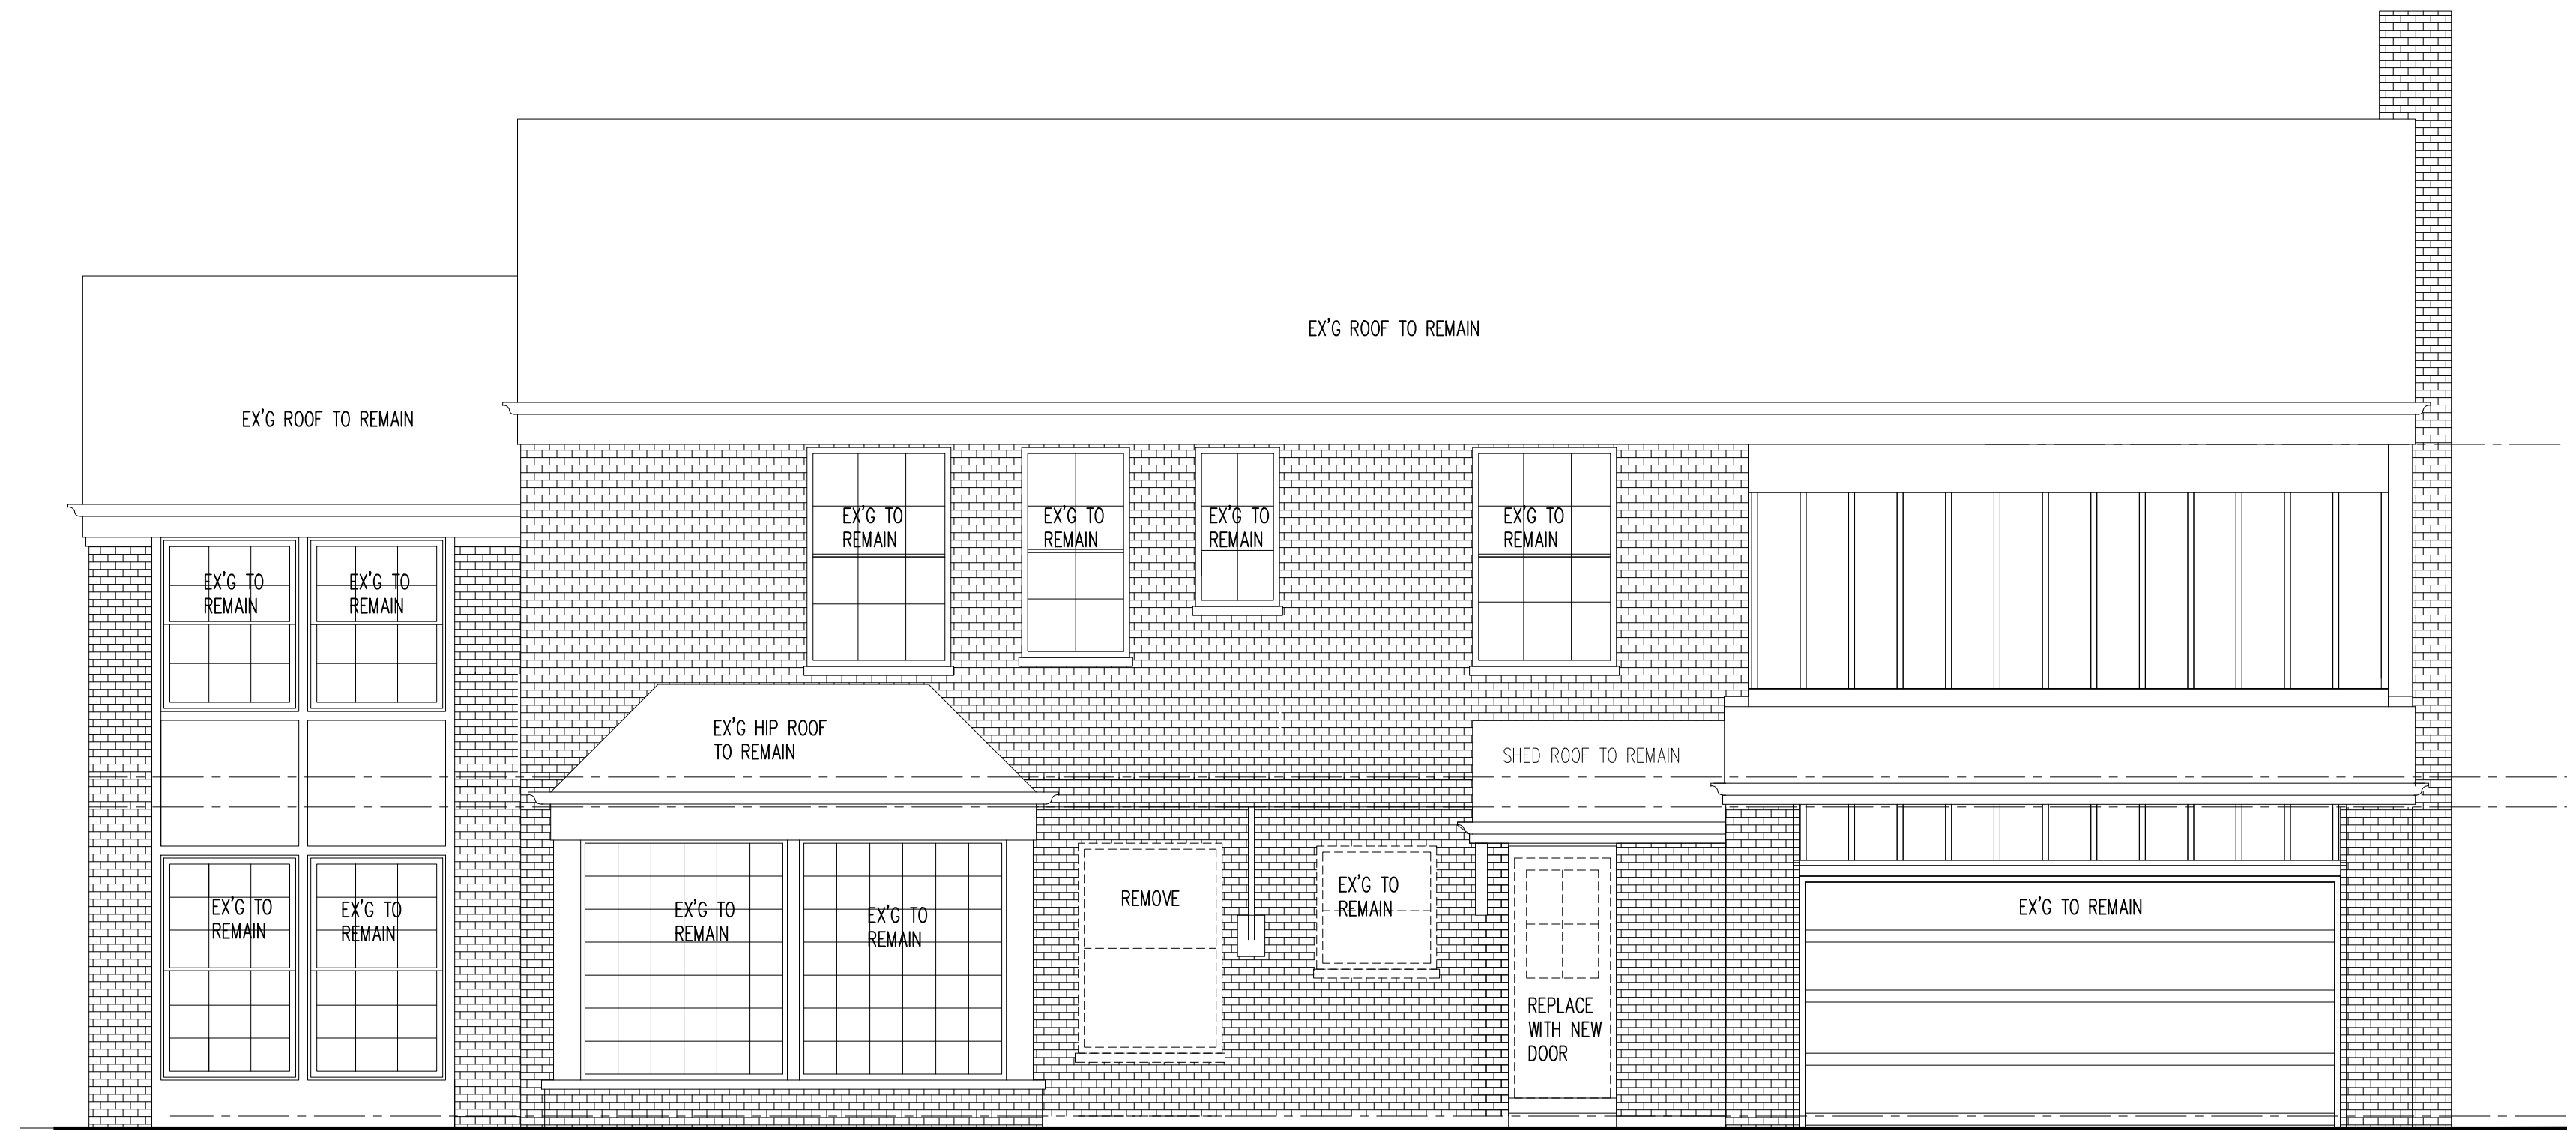 EX'G ROOF TO REMAIN
EX'G ROOF TO REMAIN
EX'G TO
REMAIN
EX'G TO
REMAIN
EX'G TO
REMAIN
EX'G TO
REMAIN
EX'G TO
REMAIN
EX'G TO
REMAIN
EX'G HIP ROOF
TO REMAIN
SHED ROOF TO REMAIN
EX'G TO
REMAIN
EX'G TO
REMAIN
EX'G TO
REMAIN
EX'G TO
REMAIN
REMOVE
EX'G TO
REMAIN
REPLACE
WITH NEW
DOOR
EX'G TO REMAIN